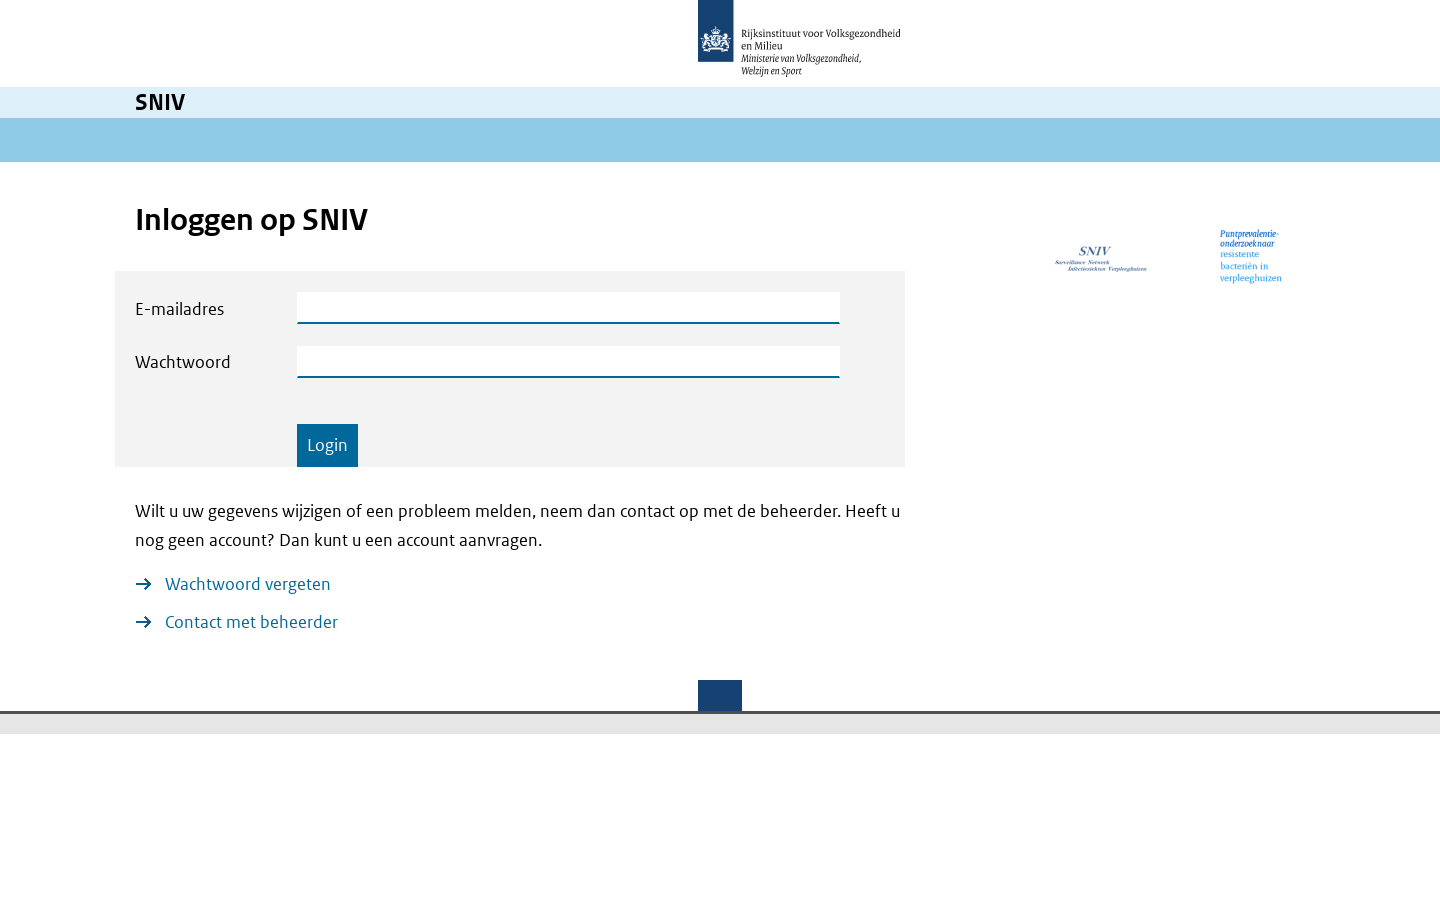 Rijksinstituut voor Volksgezondheid
en Milieu
Ministerie van Volksgezondheid,
Welzijn en Sport
SNIV
Inloggen op SNIV
E-mailadres
Wachtwoord
Login
Wilt u uw gegevens wijzigen of een probleem melden, neem dan contact op met de beheerder. Heeft u
nog geen account? Dan kunt u een account aanvragen.
Wachtwoord vergeten
Contact met beheerder
SNIV
Surveillance Netwerk
Infectieziekten Verpleeghuizen
Puntprevalentie-
onderzoek naar
resistente
bacteriën in
verpleeghuizen